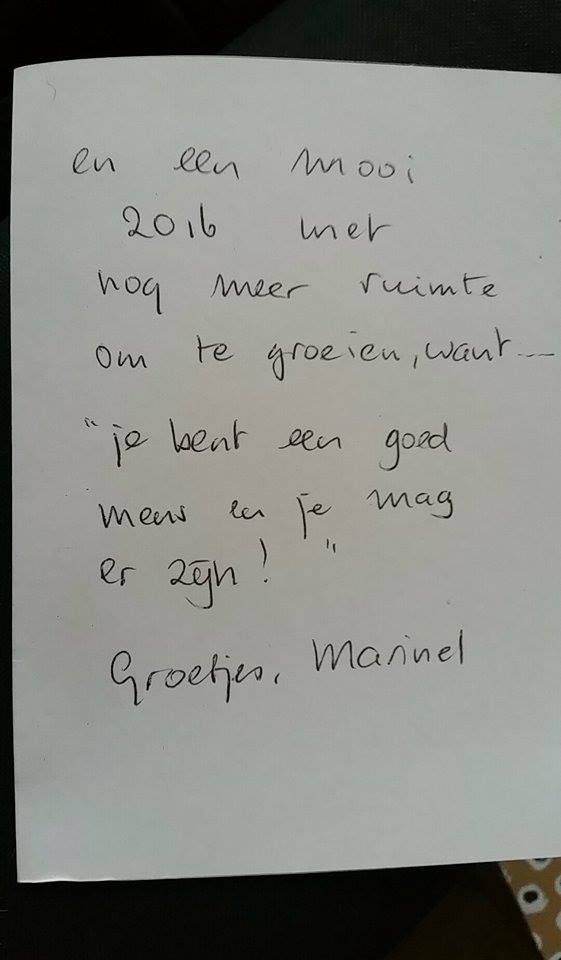 en een mooi
2016 met
nog meer ruimte
om te groeien, want...
"je bent een goed
mens en je mag
er zijn!"
Groetjes, Marinel